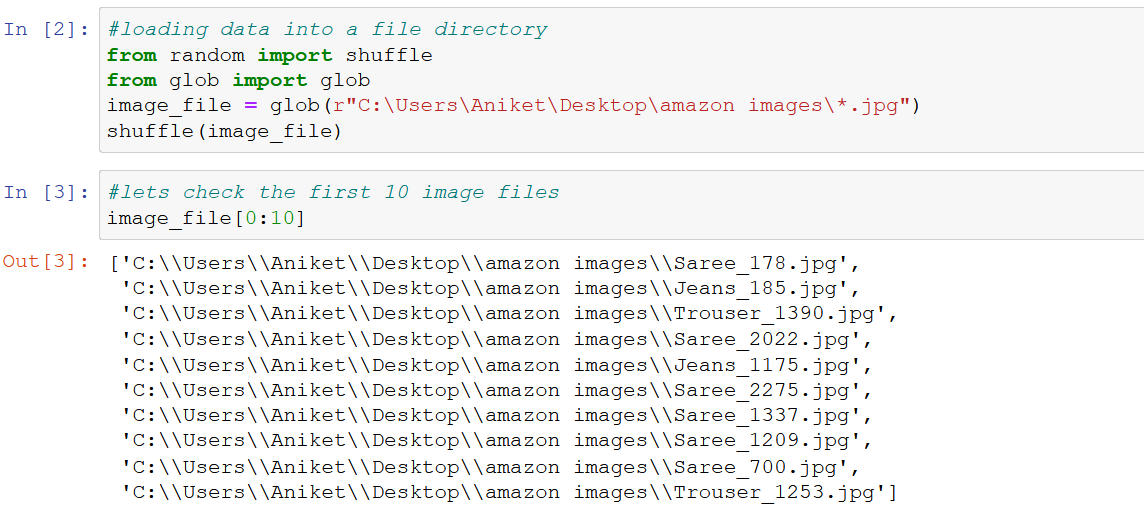 In [2]: #loading data into a file directory
from random import shuffle
from glob import glob
image_file = glob(r"C:\Users\Aniket\Desktop\amazon images\*.jpg")
shuffle(image_file)
In [3]: #lets check the first 10 image files
image_file[0:10]
Out[3]: ['C:\\Users\\Aniket\\Desktop\\amazon images\\Saree_178.jpg',
'C:\\Users\\Aniket\\Desktop\\amazon images\\Jeans_185.jpg',
'C:\\Users\\Aniket\\Desktop\\amazon images\\Trouser_1390.jpg',
'C:\\Users\\Aniket\\Desktop\\amazon images\\Saree_2022.jpg',
'C:\\Users\\Aniket\\Desktop\\amazon images\\Jeans_1175.jpg',
'C:\\Users\\Aniket\\Desktop\\amazon images\\Saree_2275.jpg',
'C:\\Users\\Aniket\\Desktop\\amazon images\\Saree_1337.jpg',
'C:\\Users\\Aniket\\Desktop\\amazon images\\Saree_1209.jpg',
'C:\\Users\\Aniket\\Desktop\\amazon images\\Saree_700.jpg',
'C:\\Users\\Aniket\\Desktop\\amazon images\\Trouser_1253.jpg']